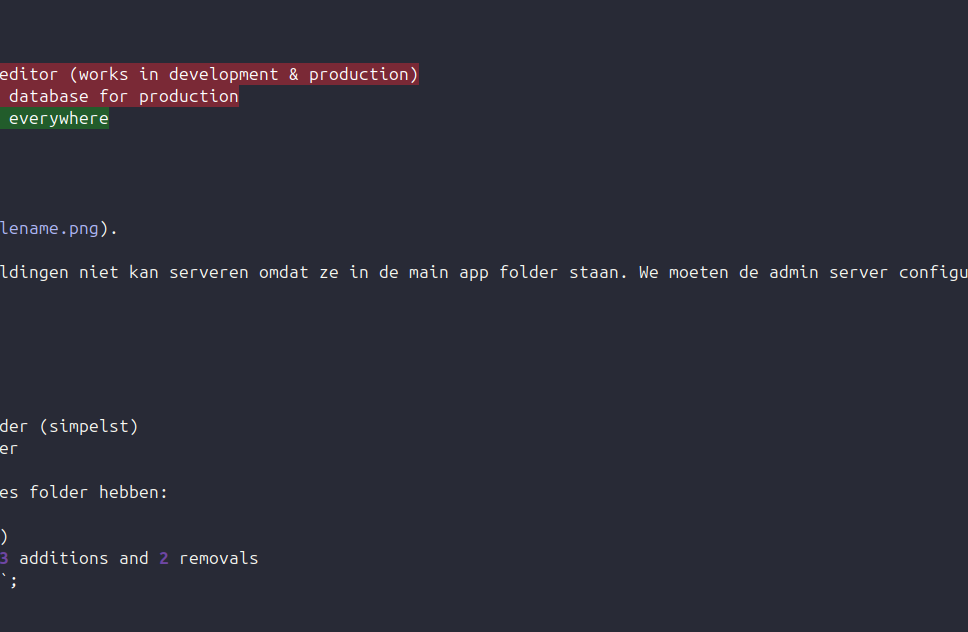 editor (works in development & production)
database for production
everywhere
lename.png).
ldingen niet kan serveren omdat ze in de main app folder staan. We moeten de admin server configu
der (simpelst)
er
es folder hebben:
)
3 additions and 2 removals
`;